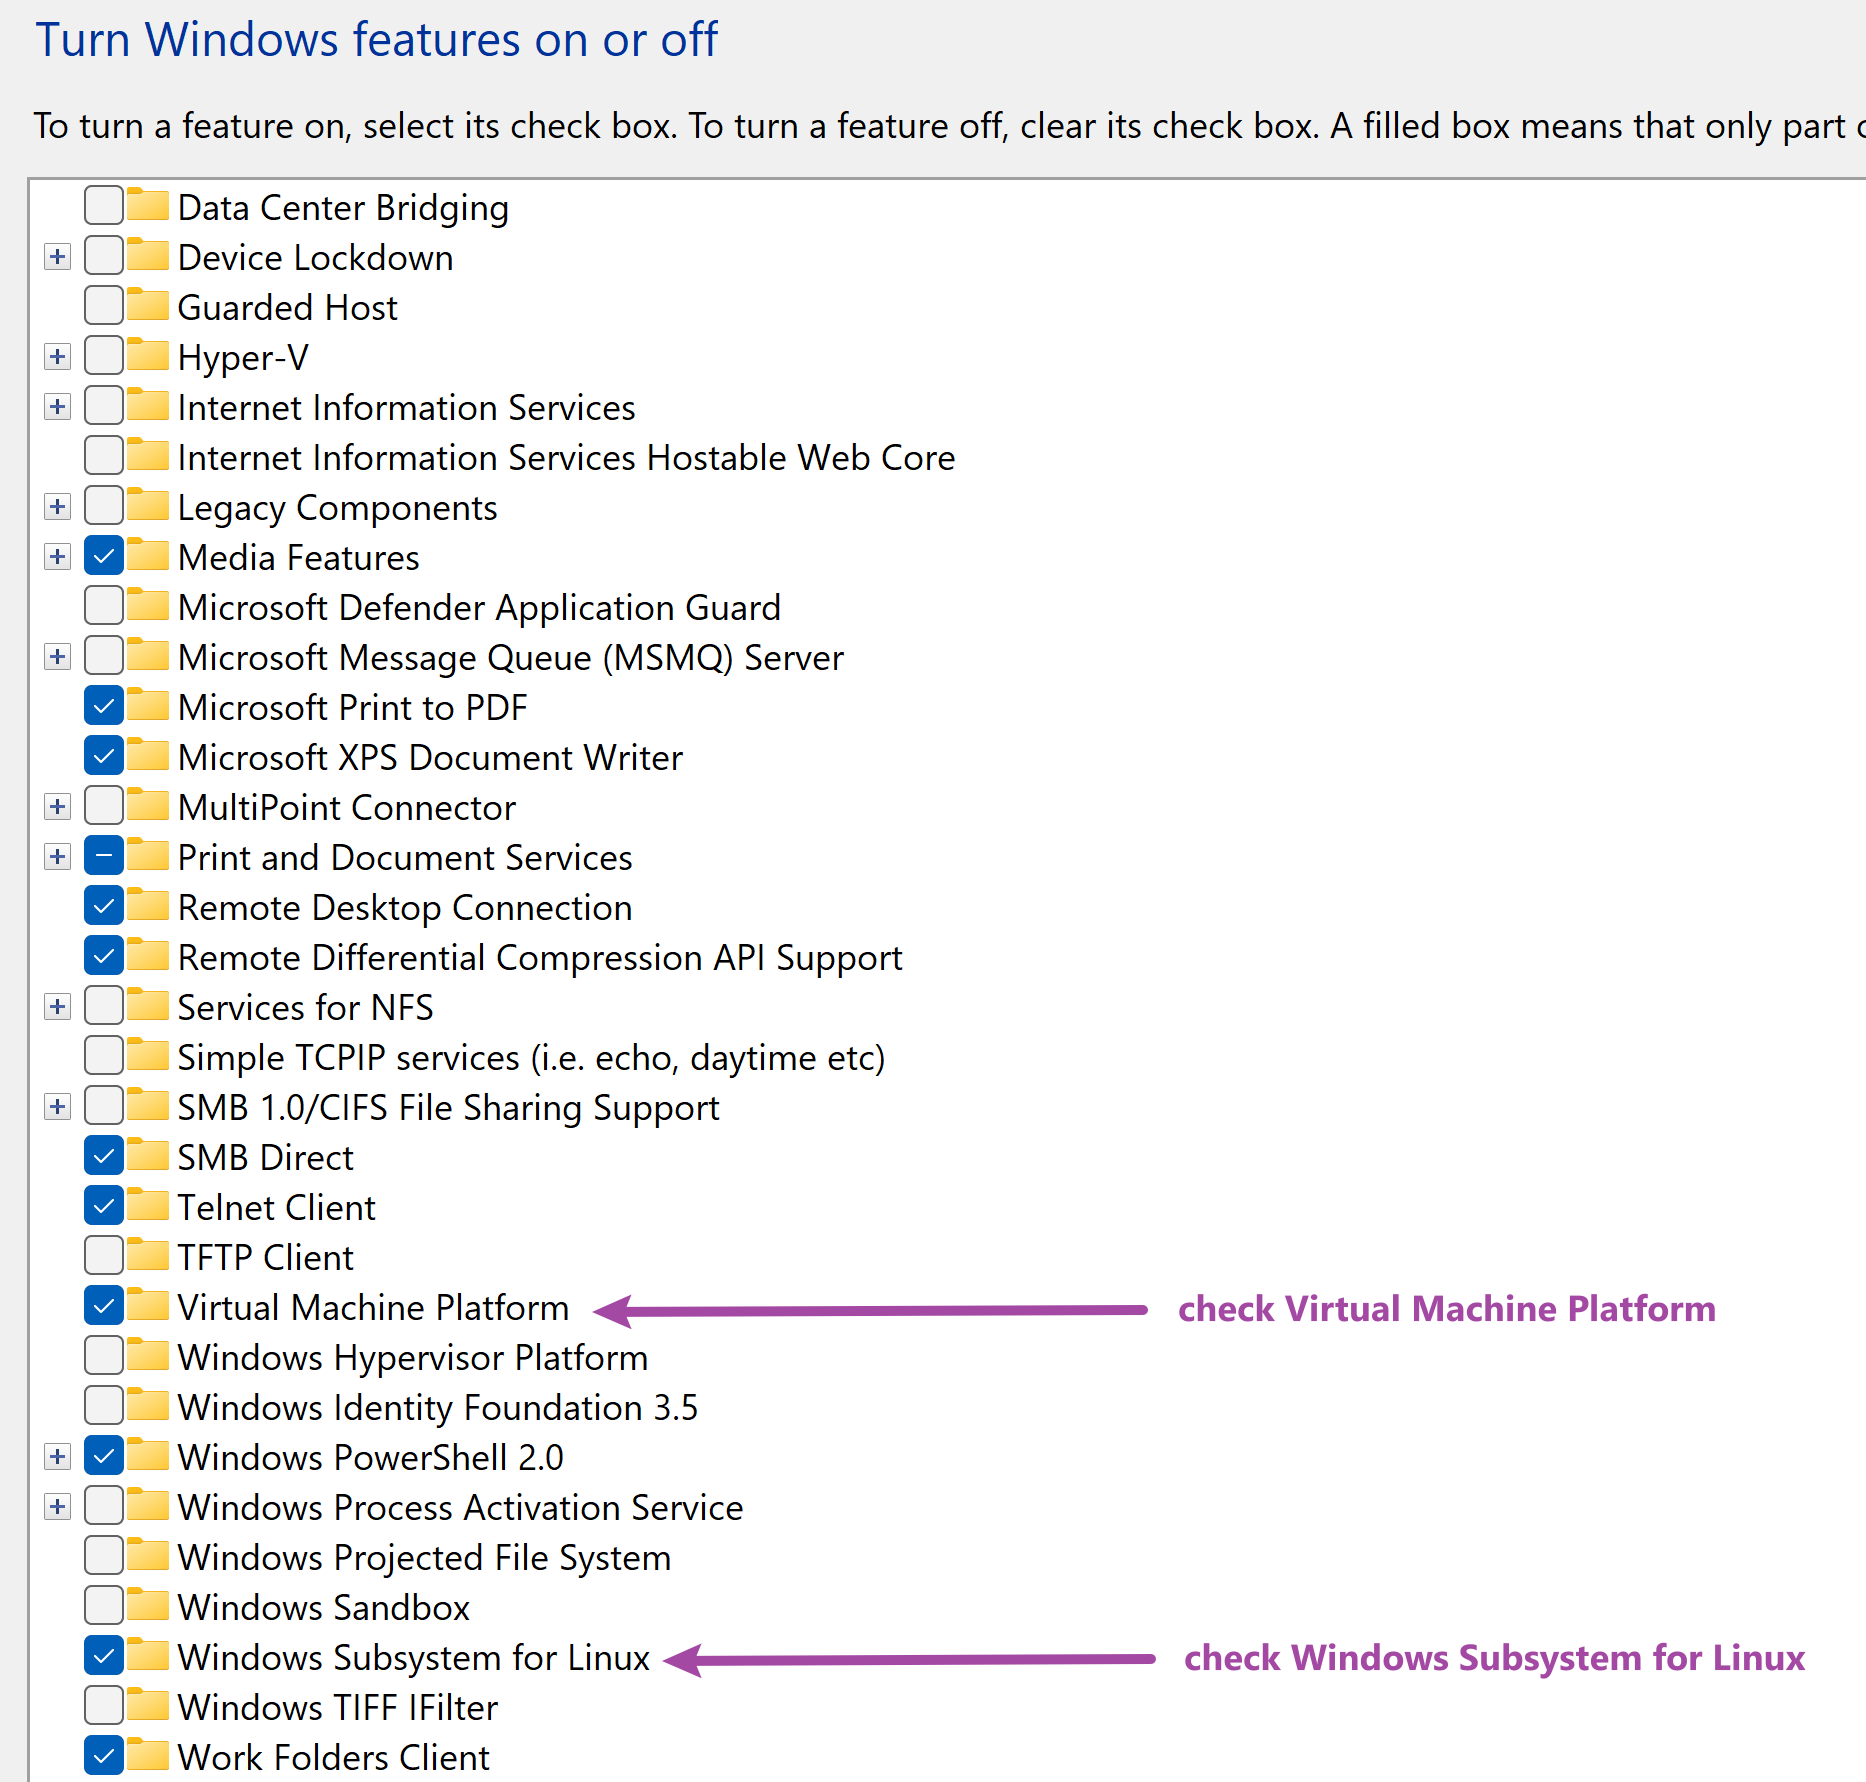 Turn Windows features on or off
To turn a feature on, select its check box. To turn a feature off, clear its check box. A filled box means that only part
Data Center Bridging
Device Lockdown
Guarded Host
Hyper-V
Internet Information Services
Internet Information Services Hostable Web Core
Legacy Components
Media Features
Microsoft Defender Application Guard
Microsoft Message Queue (MSMQ) Server
Microsoft Print to PDF
Microsoft XPS Document Writer
MultiPoint Connector
Print and Document Services
Remote Desktop Connection
Remote Differential Compression API Support
Services for NFS
Simple TCPIP services (i.e. echo, daytime etc)
SMB 1.0/CIFS File Sharing Support
SMB Direct
Telnet Client
TFTP Client
Virtual Machine Platform check Virtual Machine Platform
Windows Hypervisor Platform
Windows Identity Foundation 3.5
Windows PowerShell 2.0
Windows Process Activation Service
Windows Projected File System
Windows Sandbox
Windows Subsystem for Linux check Windows Subsystem for Linux
Windows TIFF IFilter
Work Folders Client